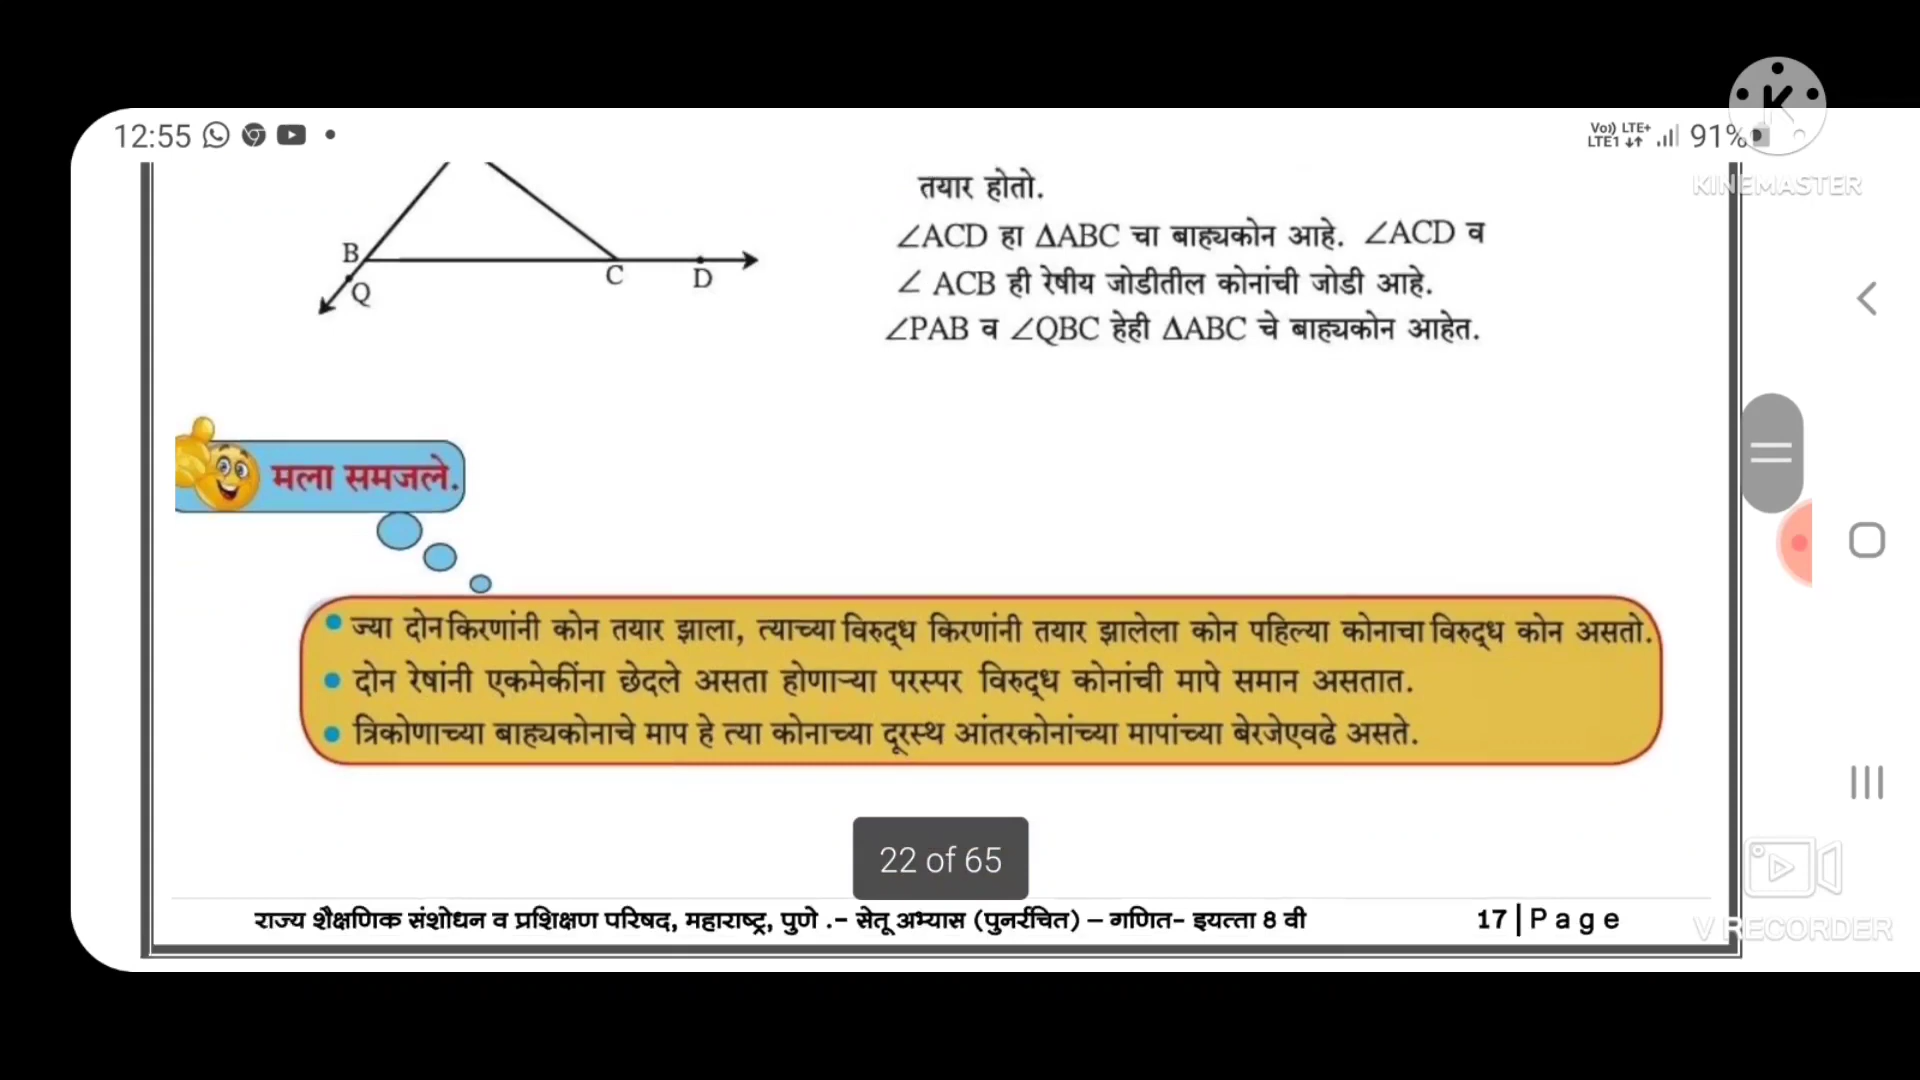 12:55
Vo)) LTE+
LTE1 91%
KINEMASTER
तयार होतो.
∠ACD हा ΔABC चा बाह्यकोन आहे. ∠ACD व
∠ ACB ही रेषीय जोडीतील कोनांची जोडी आहे.
∠PAB व ∠QBC हेही ΔABC चे बाह्यकोन आहेत.
B
Q
C
D
मला समजले.
• ज्या दोन किरणांनी कोन तयार झाला, त्याच्या विरुद्ध किरणांनी तयार झालेला कोन पहिल्या कोनाचा विरुद्ध कोन असतो.
• दोन रेषांनी एकमेकींना छेदले असता होणाऱ्या परस्पर विरुद्ध कोनांची मापे समान असतात.
• त्रिकोणाच्या बाह्यकोनाचे माप हे त्या कोनाच्या दूरस्थ आंतरकोनांच्या मापांच्या बेरजेएवढे असते.
22 of 65
राज्य शैक्षणिक संशोधन व प्रशिक्षण परिषद, महाराष्ट्र, पुणे .- सेतू अभ्यास (पुनर्रचित) – गणित- इयत्ता 8 वी 17 | P a g e
V RECORDER